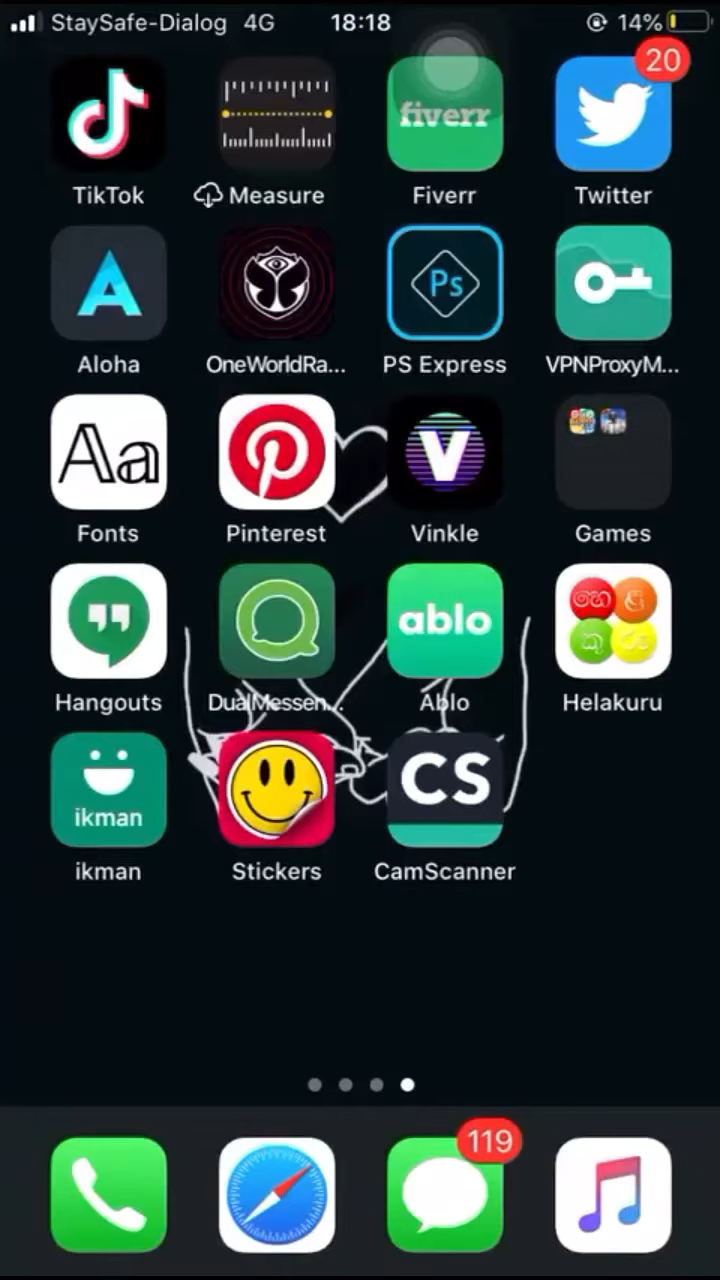 StaySafe-Dialog 4G 18:18 14%
20
fiverr
TikTok Measure Fiverr Twitter
A Ps
Aloha OneWorldRa... PS Express VPNProxyM...
Aa V
Fonts Pinterest Vinkle Games
ablo හෙ ළ කු රු
Hangouts DualMessen... Ablo Helakuru
ikman CS
ikman Stickers CamScanner
119